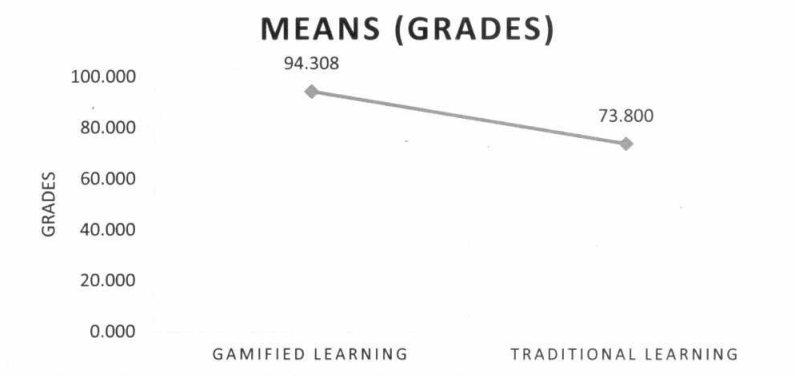 MEANS (GRADES)
94.308
100.000
73.800
80.000
60.000
40.000
20.000
0.000
GRADES
GAMIFIED LEARNING TRADITIONAL LEARNING